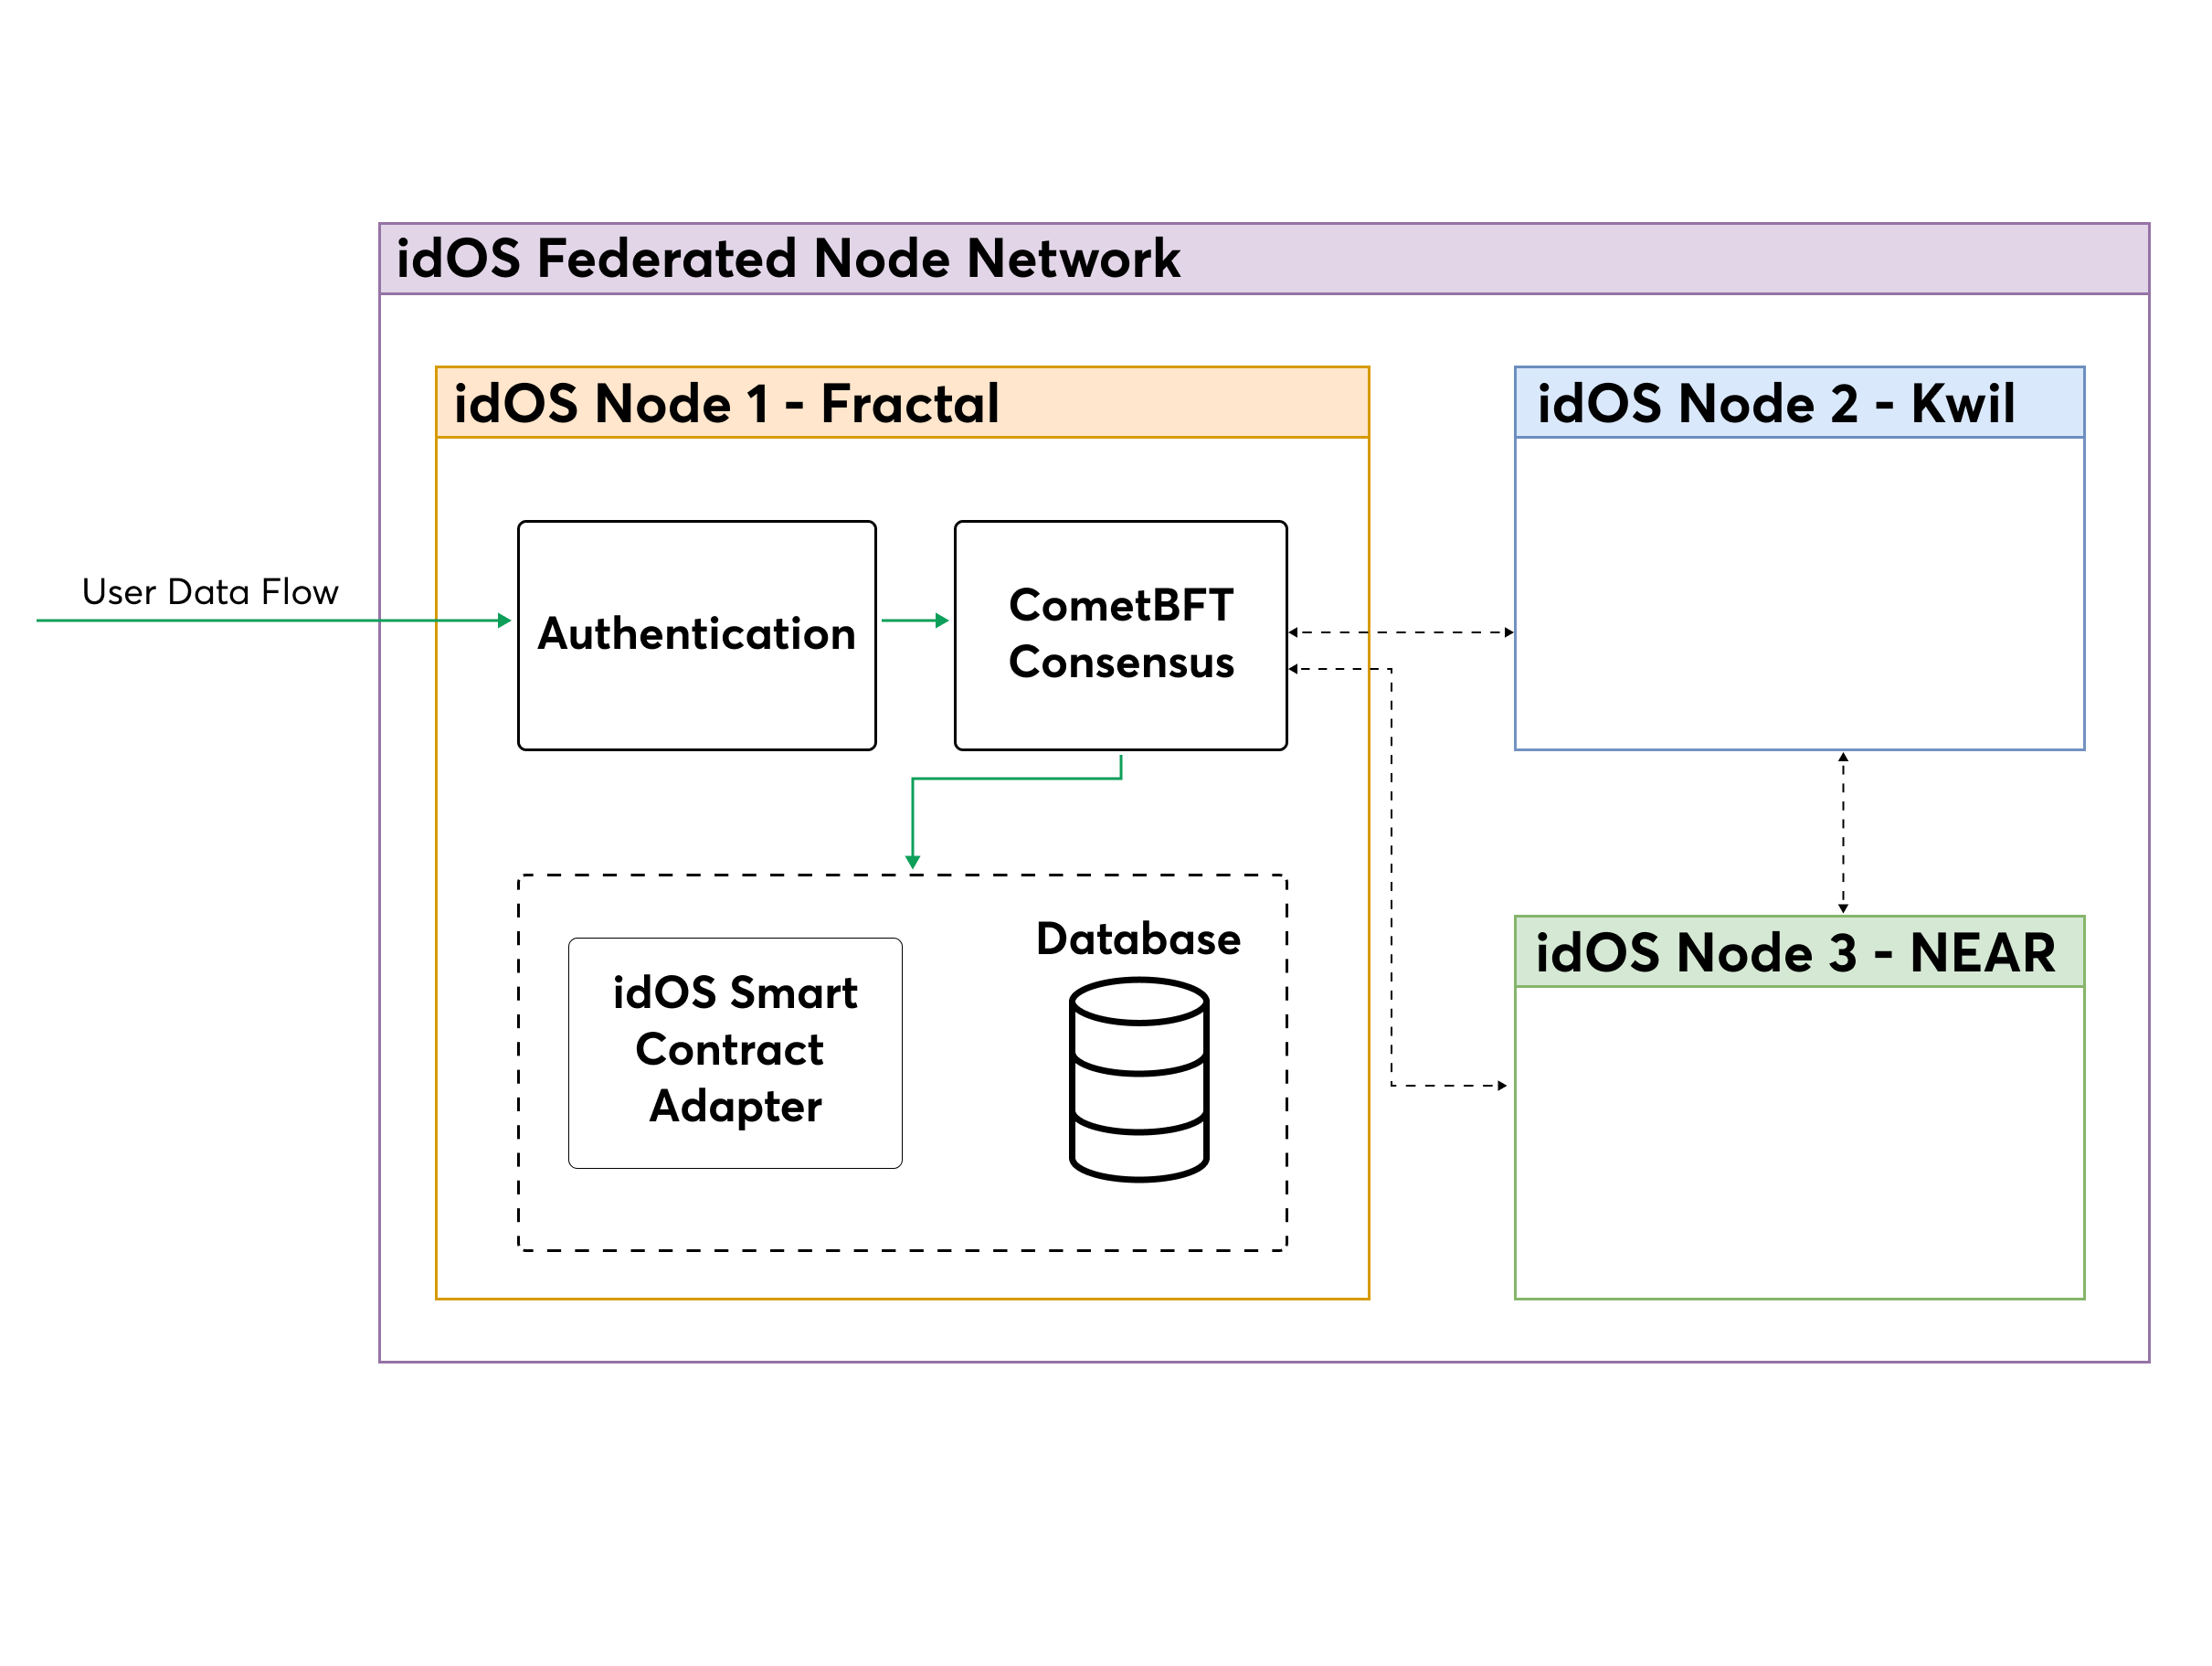 idOS Federated Node Network
idOS Node 1 - Fractal
idOS Node 2 - Kwil
User Data Flow
Authentication
CometBFT
Consensus
idOS Node 3 - NEAR
idOS Smart
Contract
Adapter
Database